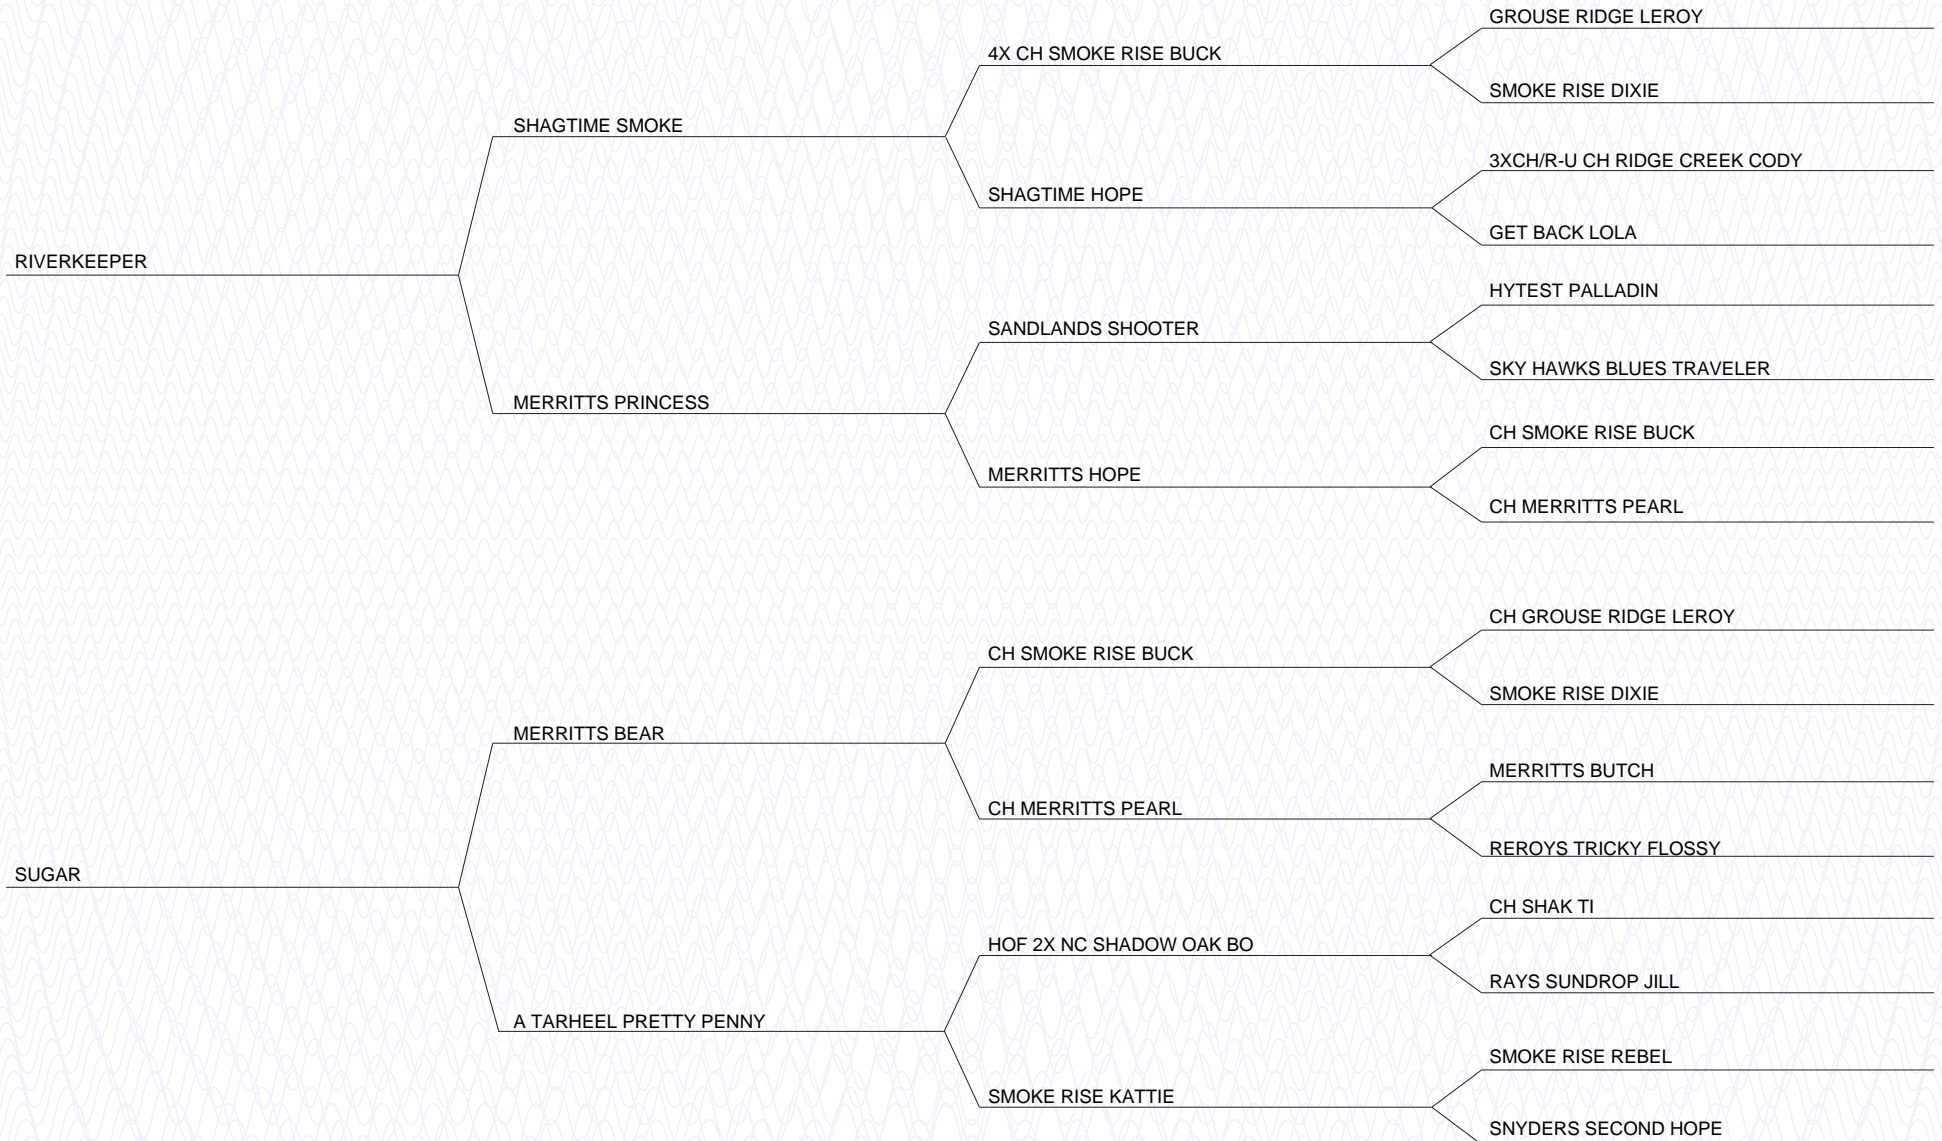 GROUSE RIDGE LEROY
4X CH SMOKE RISE BUCK
SMOKE RISE DIXIE
SHAGTIME SMOKE
3XCH/R-U CH RIDGE CREEK CODY
SHAGTIME HOPE
GET BACK LOLA
RIVERKEEPER
HYTEST PALLADIN
SANDLANDS SHOOTER
SKY HAWKS BLUES TRAVELER
MERRITTS PRINCESS
CH SMOKE RISE BUCK
MERRITTS HOPE
CH MERRITTS PEARL
CH GROUSE RIDGE LEROY
CH SMOKE RISE BUCK
SMOKE RISE DIXIE
MERRITTS BEAR
MERRITTS BUTCH
CH MERRITTS PEARL
REROYS TRICKY FLOSSY
SUGAR
CH SHAK TI
HOF 2X NC SHADOW OAK BO
RAYS SUNDROP JILL
A TARHEEL PRETTY PENNY
SMOKE RISE REBEL
SMOKE RISE KATTIE
SNYDERS SECOND HOPE